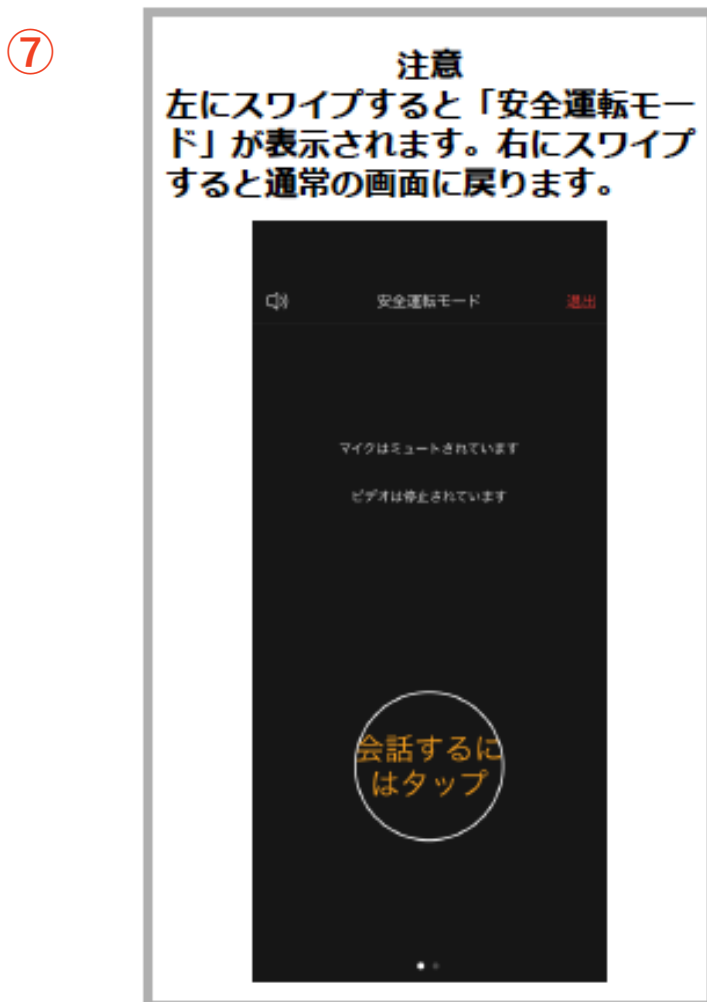 ⑦
注意
左にスワイプすると「安全運転モー
ド」が表示されます。右にスワイプ
すると通常の画面に戻ります。
安全運転モード 退出
マイクはミュートされています
ビデオは停止されています
会話するに
はタップ